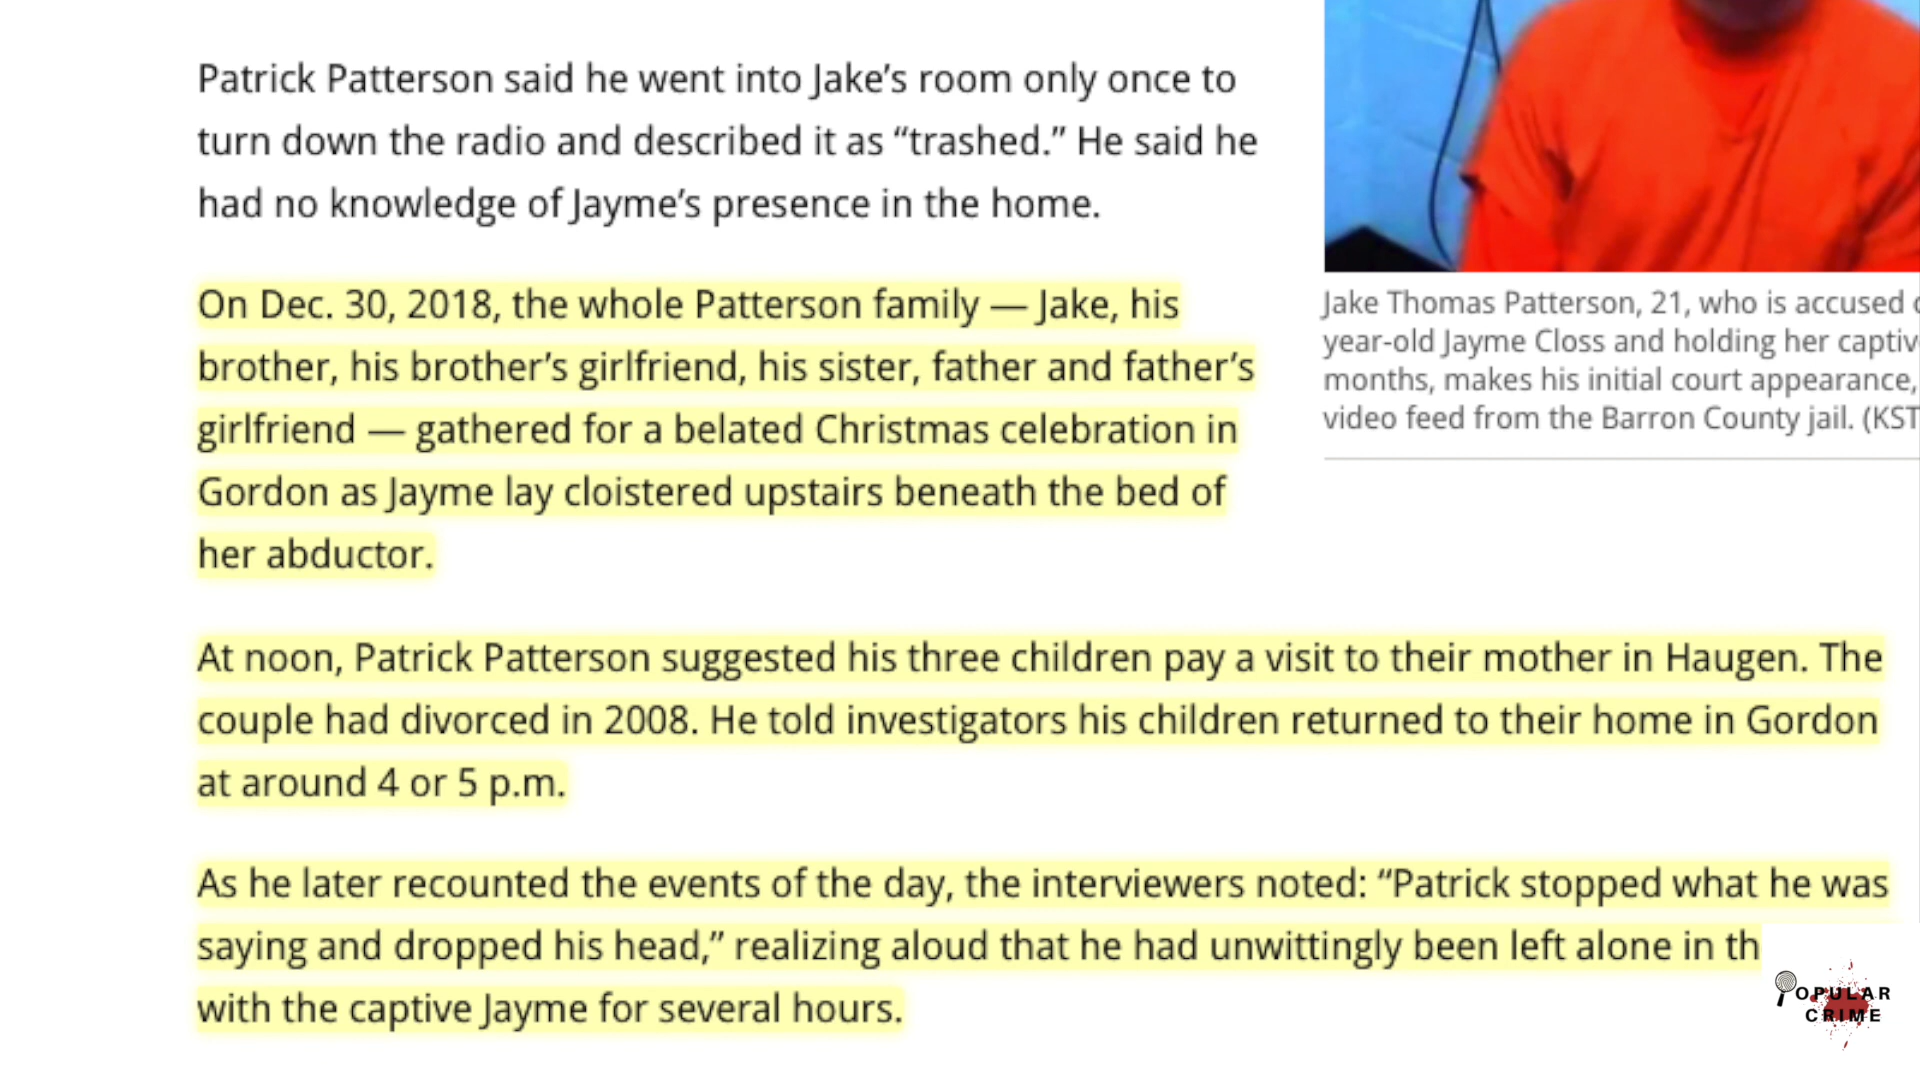 Patrick Patterson said he went into Jake’s room only once to
turn down the radio and described it as “trashed.” He said he
had no knowledge of Jayme’s presence in the home.
On Dec. 30, 2018, the whole Patterson family — Jake, his
brother, his brother’s girlfriend, his sister, father and father’s
girlfriend — gathered for a belated Christmas celebration in
Gordon as Jayme lay cloistered upstairs beneath the bed of
her abductor.
At noon, Patrick Patterson suggested his three children pay a visit to their mother in Haugen. The
couple had divorced in 2008. He told investigators his children returned to their home in Gordon
at around 4 or 5 p.m.
As he later recounted the events of the day, the interviewers noted: “Patrick stopped what he was
saying and dropped his head,” realizing aloud that he had unwittingly been left alone in th
with the captive Jayme for several hours.
Jake Thomas Patterson, 21, who is accused
year-old Jayme Closs and holding her captiv
months, makes his initial court appearance,
video feed from the Barron County jail. (KST
POPULAR
CRIME